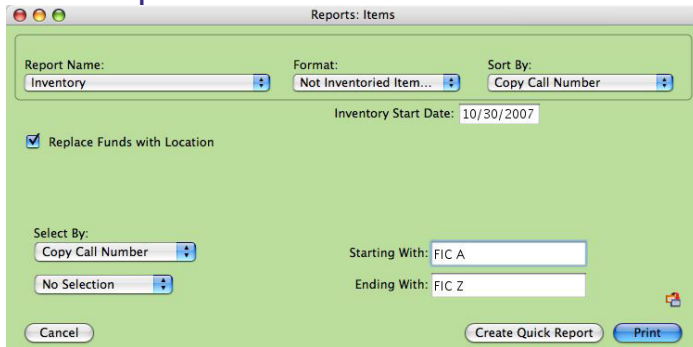 Reports: Items
Report Name: Format: Sort By:
Inventory Not Inventoried Item... Copy Call Number
Inventory Start Date: 10/30/2007
Replace Funds with Location
Select By:
Copy Call Number Starting With: FIC A
No Selection Ending With: FIC Z
Cancel Create Quick Report Print